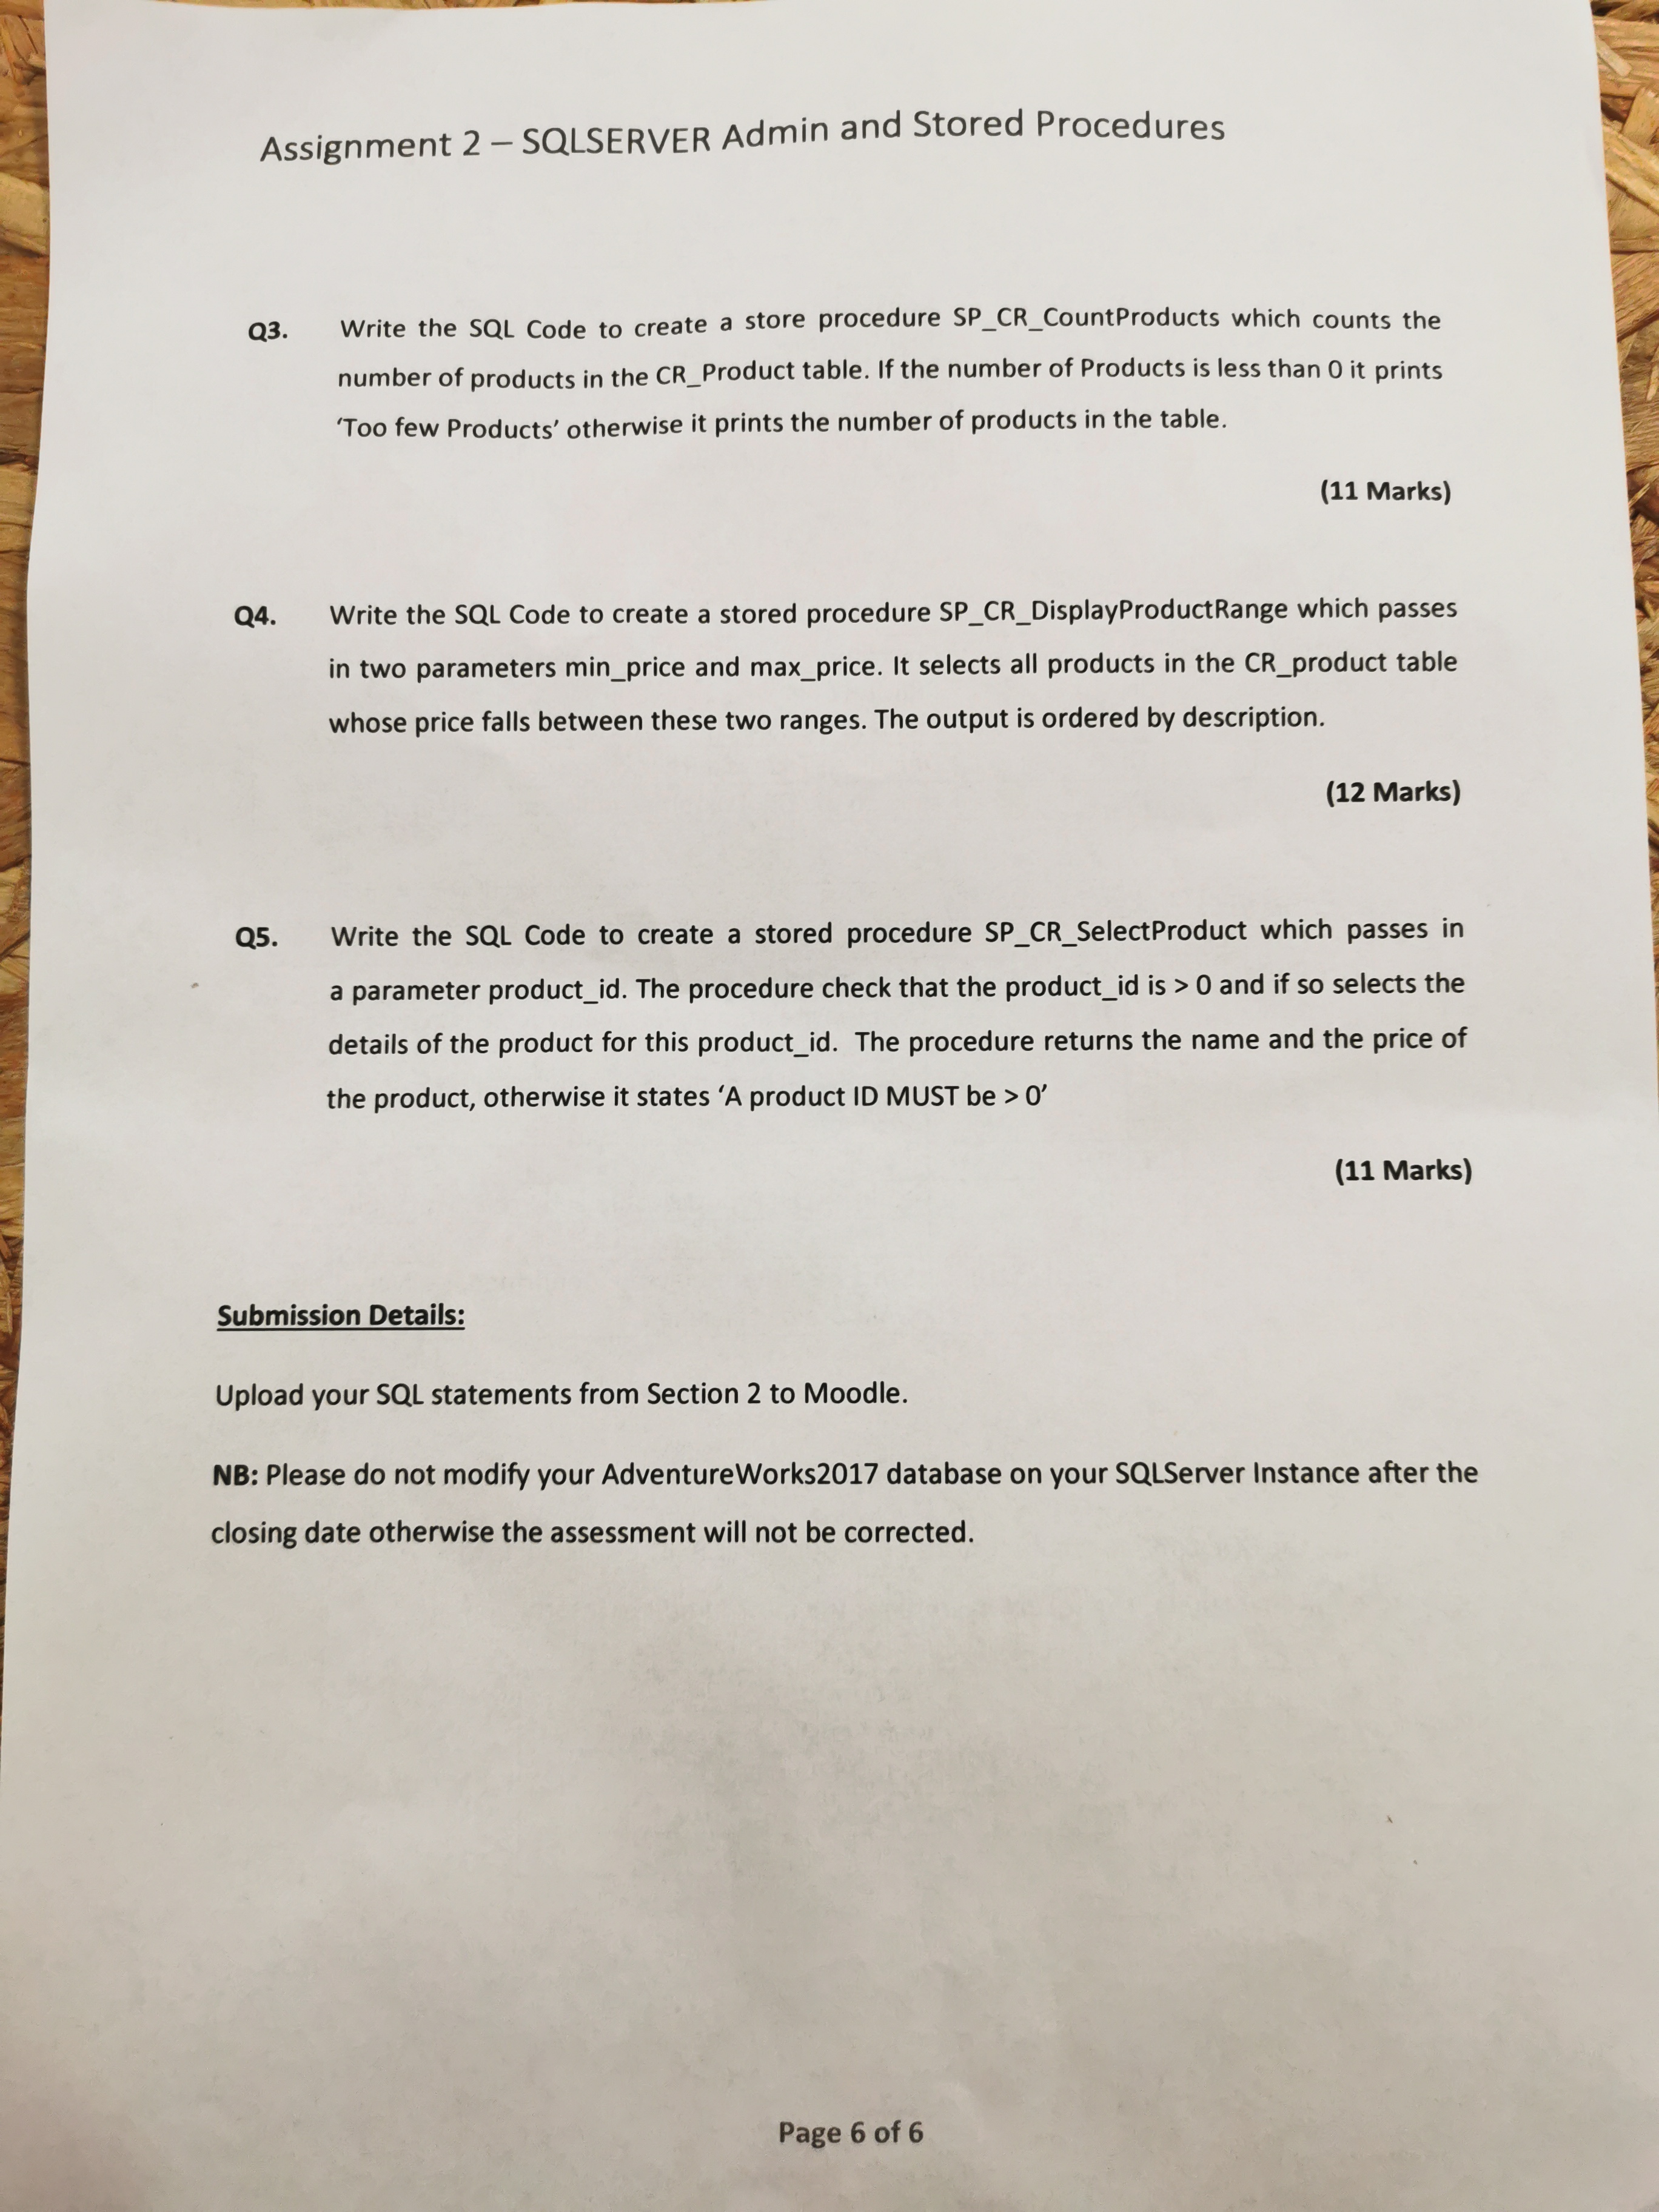 Assignment 2 – SQLSERVER Admin and Stored Procedures
Q3. Write the SQL Code to create a store procedure SP_CR_CountProducts which counts the
number of products in the CR_Product table. If the number of Products is less than 0 it prints
‘Too few Products’ otherwise it prints the number of products in the table.
(11 Marks)
Q4. Write the SQL Code to create a stored procedure SP_CR_DisplayProductRange which passes
in two parameters min_price and max_price. It selects all products in the CR_product table
whose price falls between these two ranges. The output is ordered by description.
(12 Marks)
Q5. Write the SQL Code to create a stored procedure SP_CR_SelectProduct which passes in
a parameter product_id. The procedure check that the product_id is > 0 and if so selects the
details of the product for this product_id. The procedure returns the name and the price of
the product, otherwise it states ‘A product ID MUST be > 0’
(11 Marks)
Submission Details:
Upload your SQL statements from Section 2 to Moodle.
NB: Please do not modify your AdventureWorks2017 database on your SQLServer Instance after the
closing date otherwise the assessment will not be corrected.
Page 6 of 6